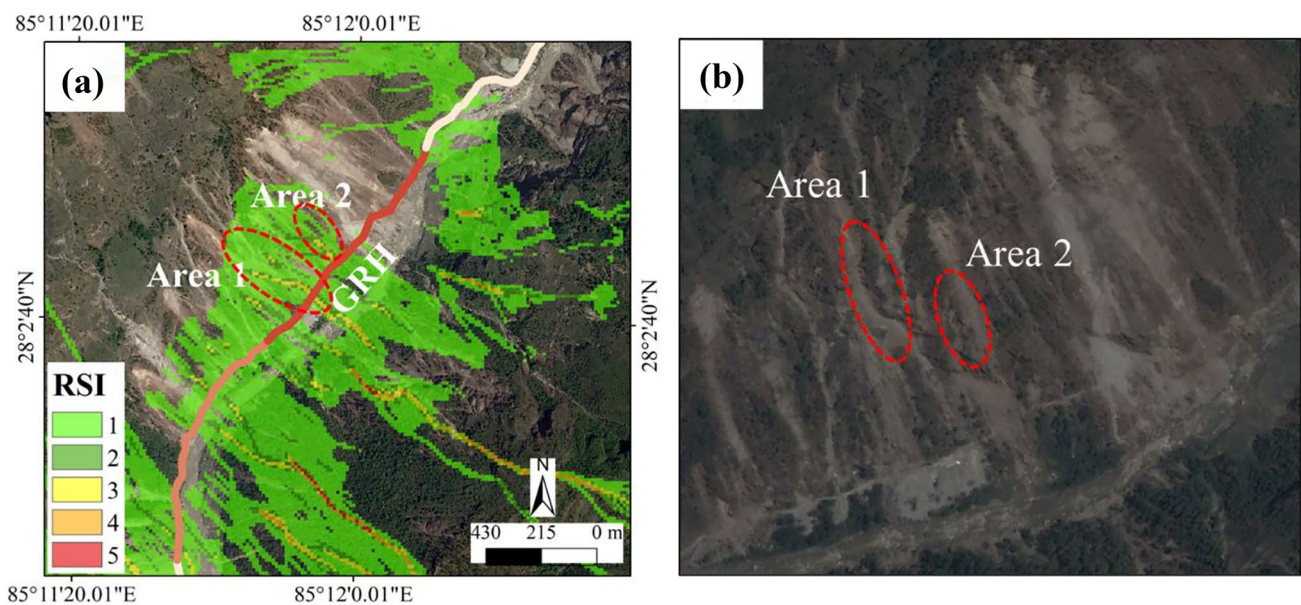 85°11'20.01"E
85°12'0.01"E
(a)
Area 2
Area 1
GRH
28°2'40"N
28°2'40"N
RSI
1
2
3
4
5
N
430
215
0 m
85°11'20.01"E
85°12'0.01"E
(b)
Area 1
Area 2